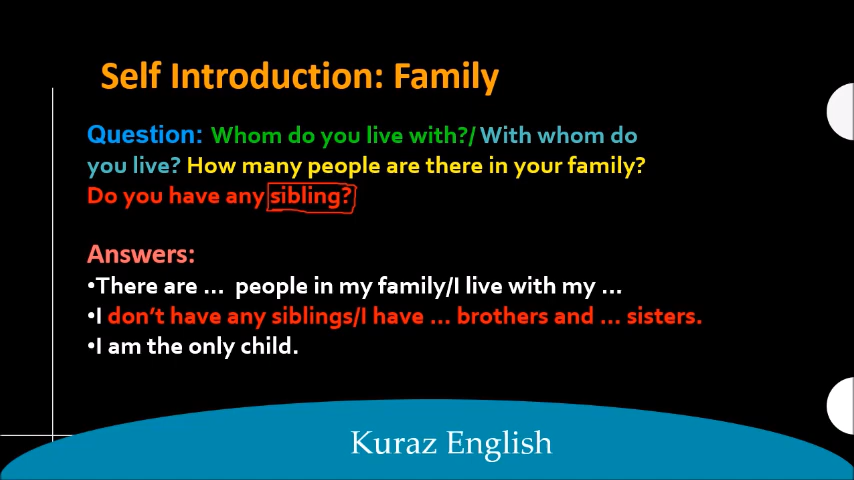 Self Introduction: Family
Question: Whom do you live with?/ With whom do
you live? How many people are there in your family?
Do you have any sibling?
Answers:
•There are ... people in my family/I live with my ...
•I don't have any siblings/I have ... brothers and ... sisters.
•I am the only child.
Kuraz English